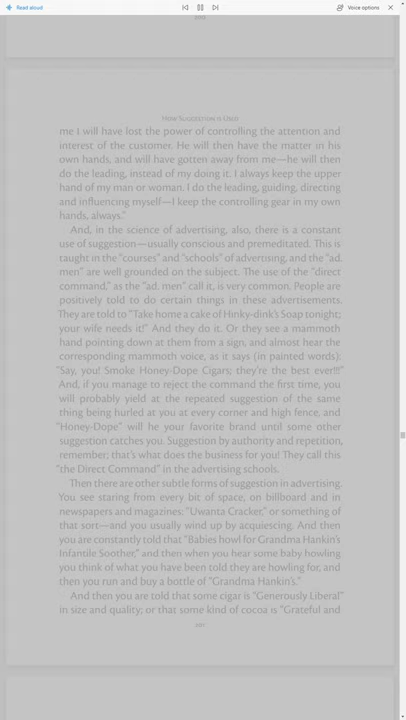 Read aloud
Voice options
How Suggestion is Used
me I will have lost the power of controlling the attention and
interest of the customer. He will then have the matter in his
own hands, and will have gotten away from me—he will then
do the leading, instead of my doing it. I always keep the upper
hand of my man or woman. I do the leading, guiding, directing
and influencing myself—I keep the controlling gear in my own
hands, always."
And, in the science of advertising, also, there is a constant
use of suggestion—usually conscious and premeditated. This is
taught in the "courses" and "schools" of advertising, and the "ad.
men" are well grounded on the subject. The use of the "direct
command," as the "ad. men" call it, is very common. People are
positively told to do certain things in these advertisements.
They are told to "Take home a cake of Hinky-dink's Soap tonight;
your wife needs it!" And they do it. Or they see a mammoth
hand pointing down at them from a sign, and almost hear the
corresponding mammoth voice, as it says (in painted words):
"Say, you! Smoke Honey-Dope Cigars; they're the best ever!!!"
And, if you manage to reject the command the first time, you
will probably yield at the repeated suggestion of the same
thing being hurled at you at every corner and high fence, and
"Honey-Dope" will be your favorite brand until some other
suggestion catches you. Suggestion by authority and repetition,
remember; that's what does the business for you! They call this
"the Direct Command" in the advertising schools.
Then there are other subtle forms of suggestion in advertising.
You see staring from every bit of space, on billboard and in
newspapers and magazines: "Uwanta Cracker," or something of
that sort—and you usually wind up by acquiescing. And then
you are constantly told that "Babies howl for Grandma Hankin's
Infantile Soother," and then when you hear some baby howling
you think of what you have been told they are howling for, and
then you run and buy a bottle of "Grandma Hankin's."
And then you are told that some cigar is "Generously Liberal"
in size and quality; or that some kind of cocoa is "Grateful and